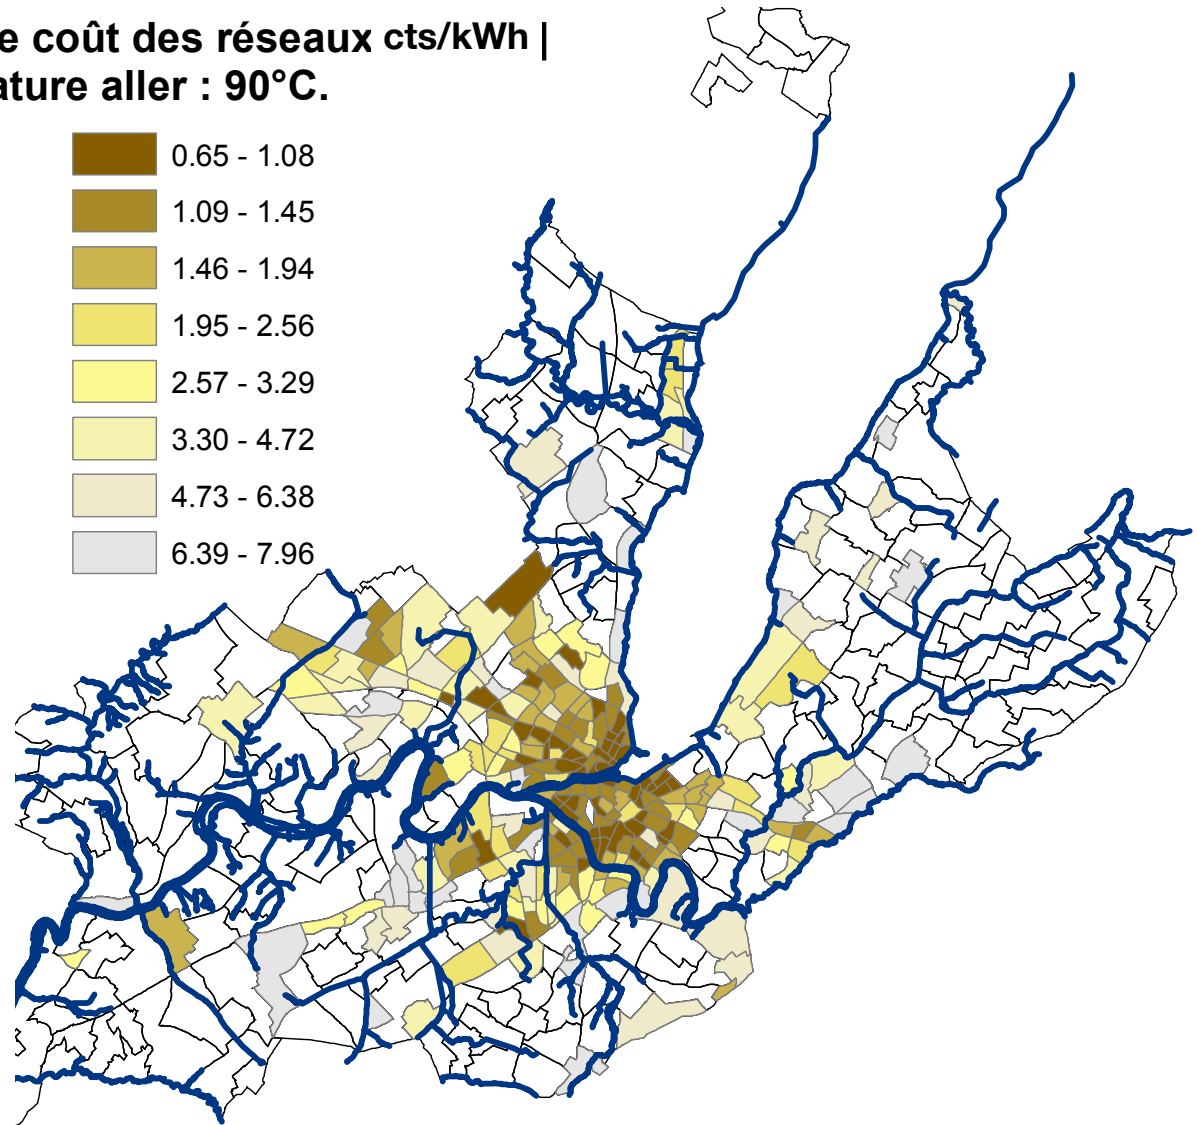 e coût des réseaux cts/kWh |
ature aller : 90°C.
0.65 - 1.08
1.09 - 1.45
1.46 - 1.94
1.95 - 2.56
2.57 - 3.29
3.30 - 4.72
4.73 - 6.38
6.39 - 7.96